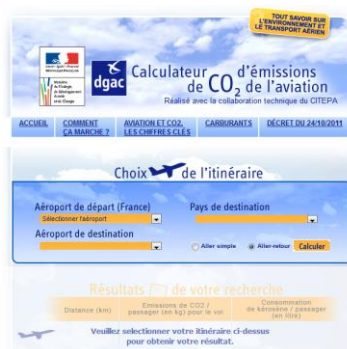 TOUT SAVOIR SUR
L'ENVIRONNEMENT ET
LE TRANSPORT AÉRIEN
dgac
Calculateur d'émissions
de CO2 de l'aviation
Réalisé avec la collaboration technique du CITEPA
ACCUEIL
COMMENT
ÇA MARCHE ?
AVIATION ET CO2,
LES CHIFFRES CLÉS
CARBURANTS
DÉCRET DU 24/10/2011
Choix de l'itinéraire
Aéroport de départ (France)
Sélectionner l'aéroport
Pays de destination
Aéroport de destination
Aller simple
Aller-retour
Calculer
Résultats de votre recherche
Distance (km)
Emissions de CO2 /
passager (en kg) pour le vol
Consommation
de kérosène / passager
(en litre)
Veuillez selectionner votre itinéraire ci-dessus
pour obtenir votre résultat.